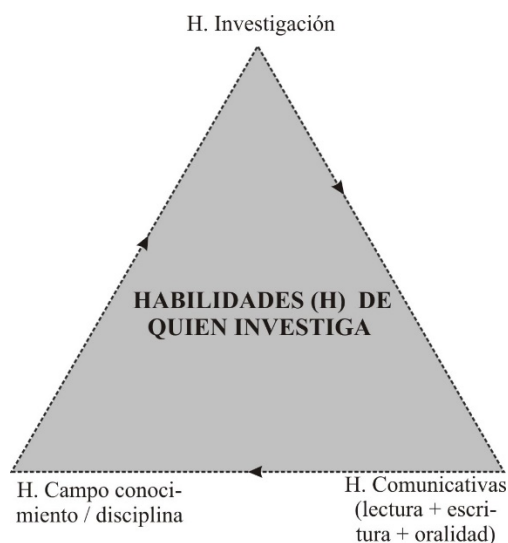 H. Investigación
HABILIDADES (H) DE
QUIEN INVESTIGA
H. Campo conoci-
miento / disciplina
H. Comunicativas
(lectura + escri-
tura + oralidad)